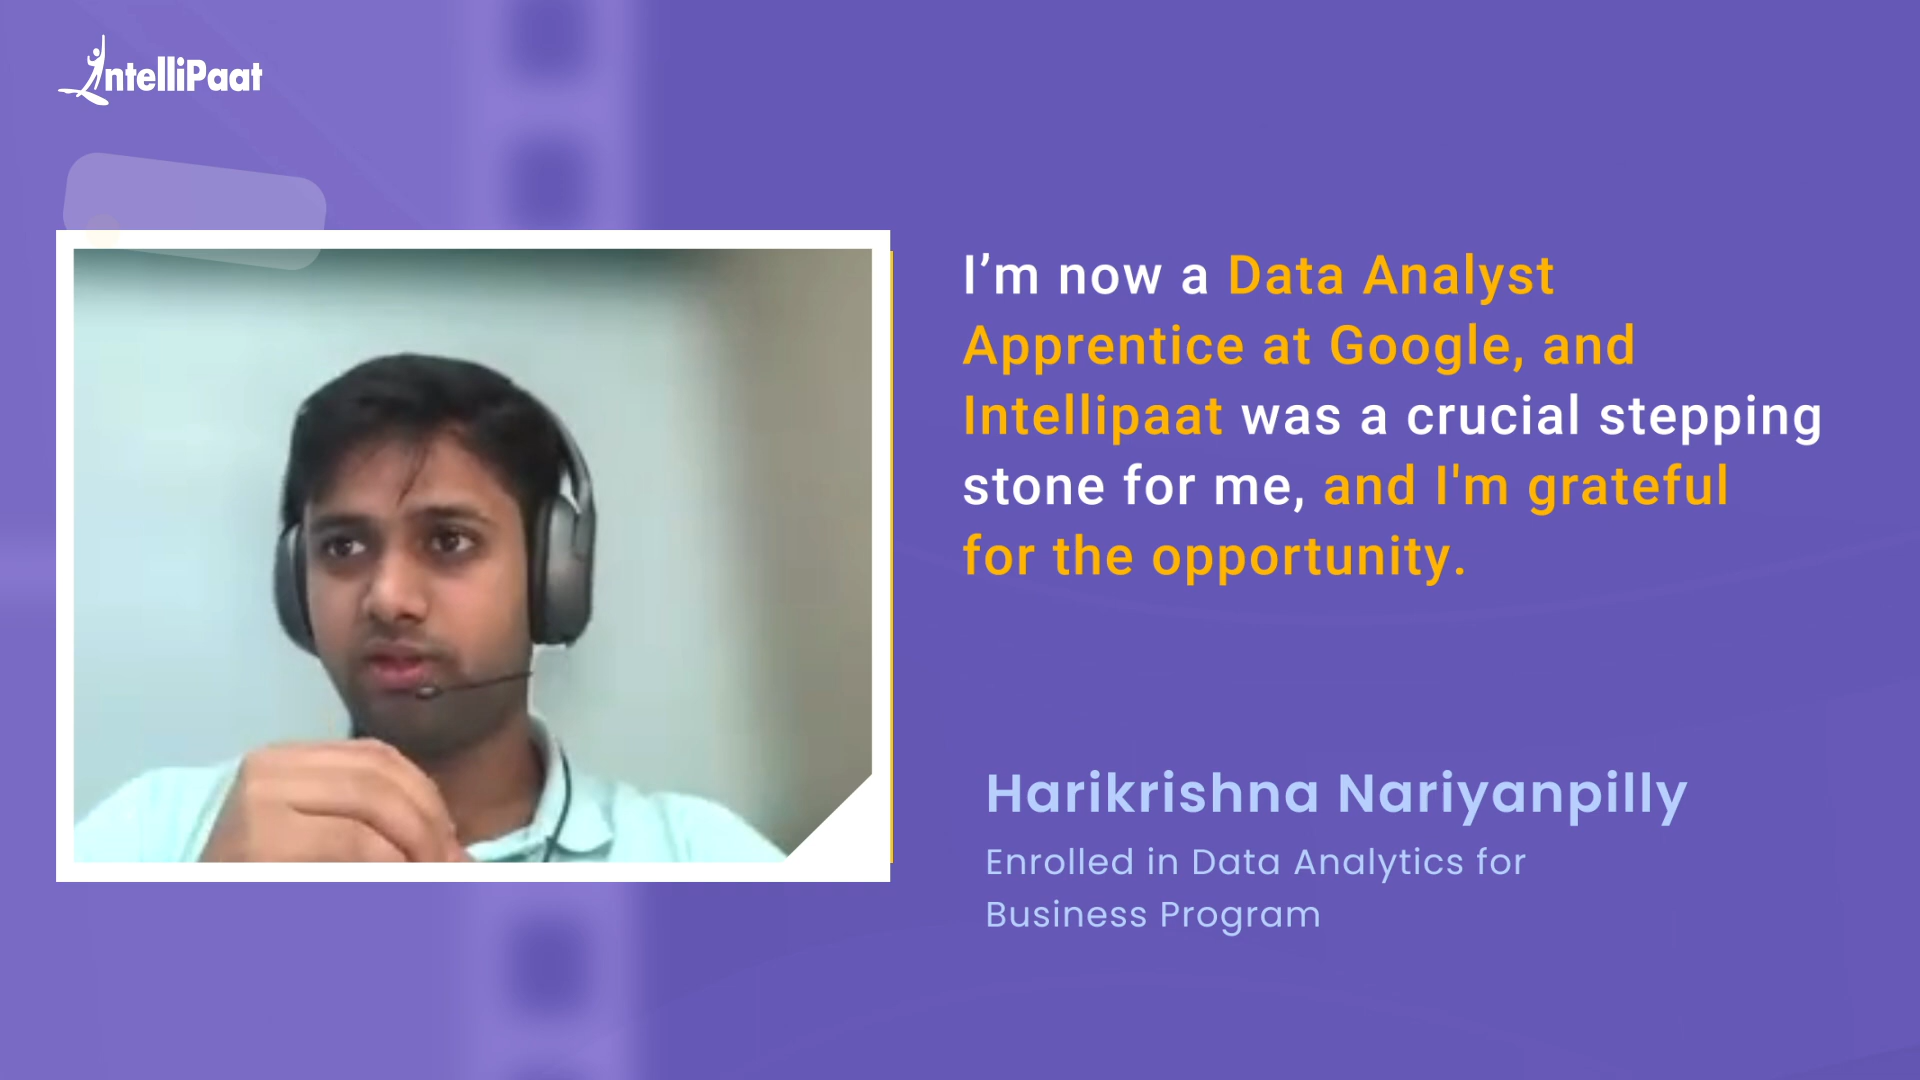 IntelliPaat
I’m now a Data Analyst
Apprentice at Google, and
Intellipaat was a crucial stepping
stone for me, and I'm grateful
for the opportunity.
Harikrishna Nariyanpilly
Enrolled in Data Analytics for
Business Program